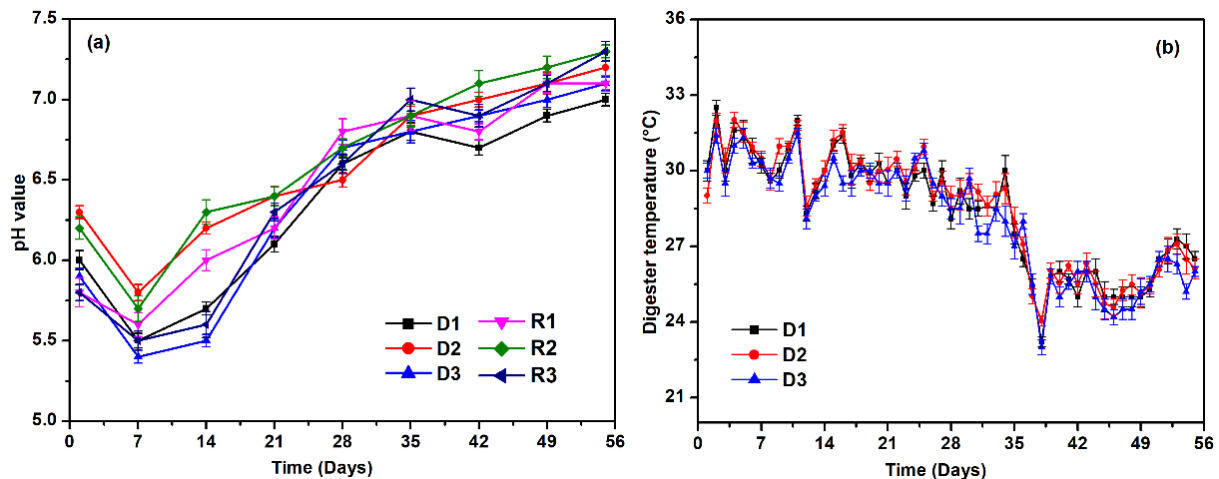 (a)
pH value
7.5
7.0
6.5
6.0
5.5
5.0
D1
D2
D3
R1
R2
R3
0 7 14 21 28 35 42 49 56
Time (Days)
(b)
Digester temperature (°C)
36
33
30
27
24
21
D1
D2
D3
0 7 14 21 28 35 42 49 56
Time (Days)